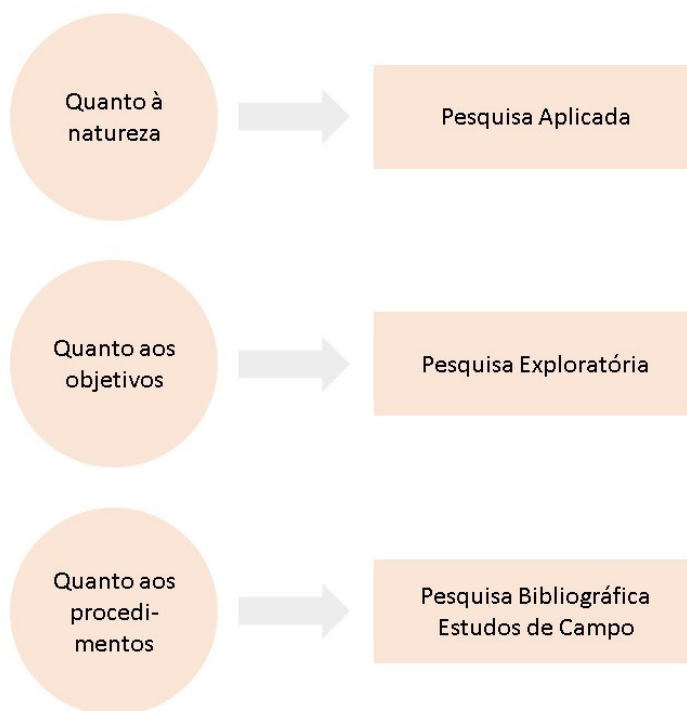 Quanto à
natureza
Pesquisa Aplicada
Quanto aos
objetivos
Pesquisa Exploratória
Quanto aos
procedi-
mentos
Pesquisa Bibliográfica
Estudos de Campo